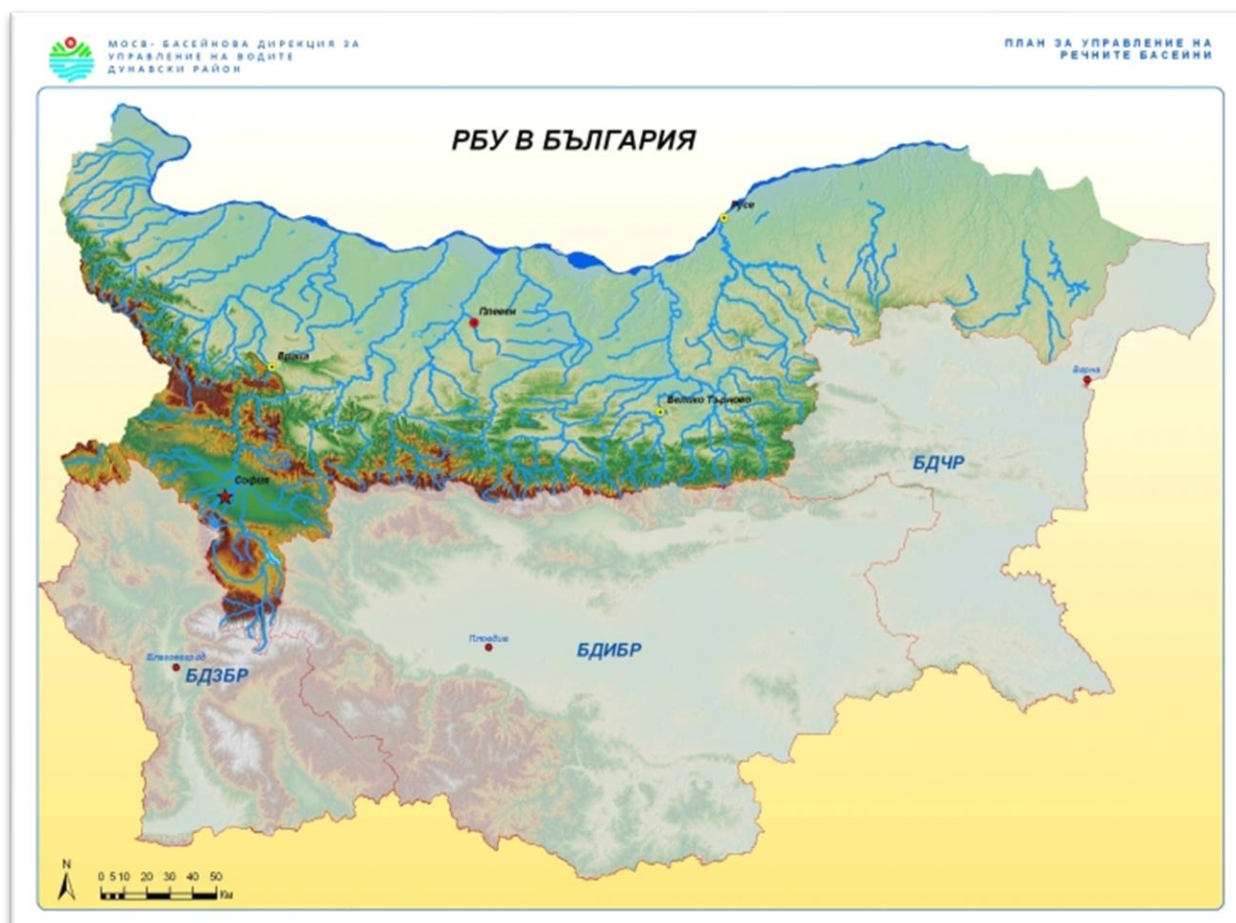 МОСВ- БАСЕЙНОВА ДИРЕКЦИЯ ЗА
УПРАВЛЕНИЕ НА ВОДИТЕ
ДУНАВСКИ РАЙОН
ПЛАН ЗА УПРАВЛЕНИЕ НА
РЕЧНИТЕ БАСЕЙНИ
РБУ В БЪЛГАРИЯ
Русе
Плевен
Враца
Варна
Велико Търново
БДЧР
София
Пловдив
БДИБР
Благоевград
БДЗБР
N
0 5 10 20 30 40 50
Км